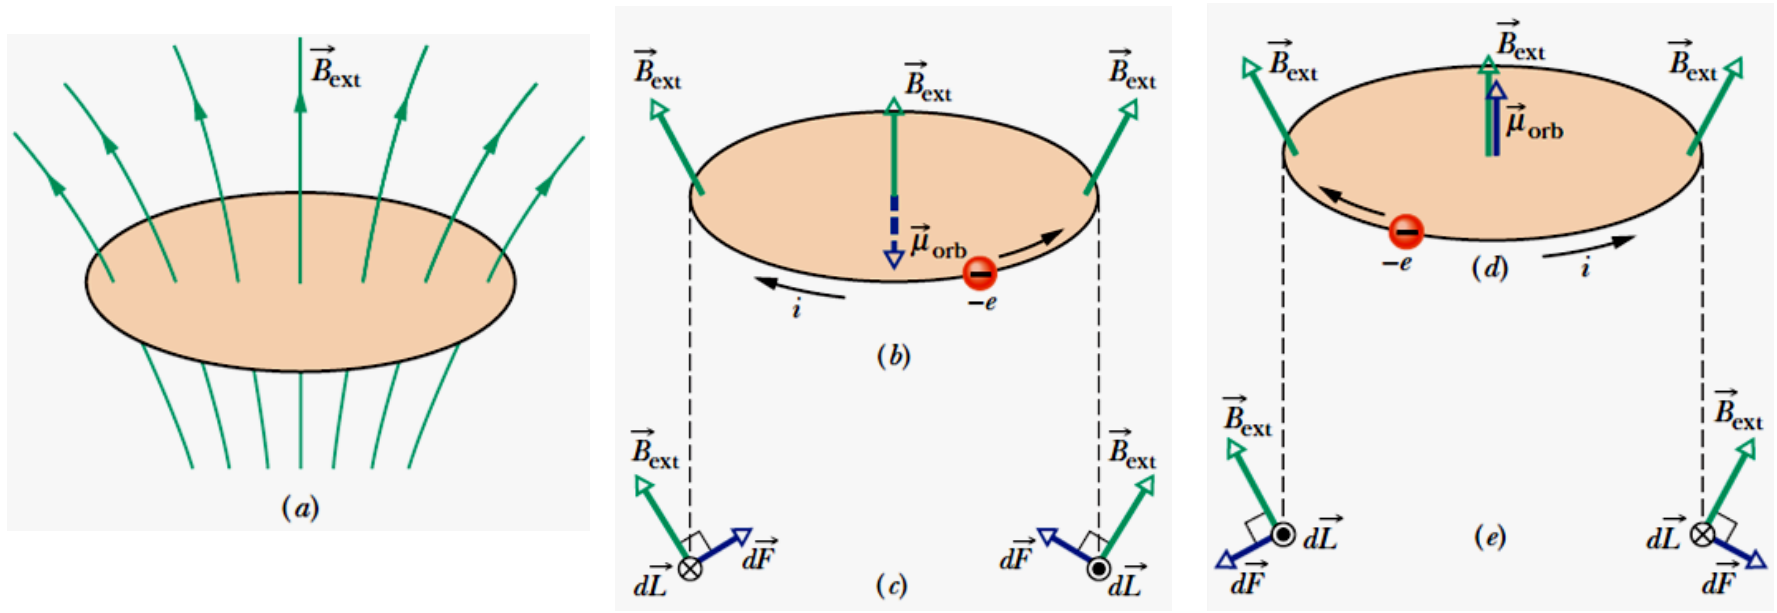 B⃗ext
(a)
B⃗ext
B⃗ext
B⃗ext
μ⃗orb
i
−e
(b)
B⃗ext
B⃗ext
dF⃗
dF⃗
dL⃗
(c)
dL⃗
B⃗ext
B⃗ext
B⃗ext
μ⃗orb
−e
(d)
i
B⃗ext
B⃗ext
dL⃗
(e)
dL⃗
dF⃗
dF⃗